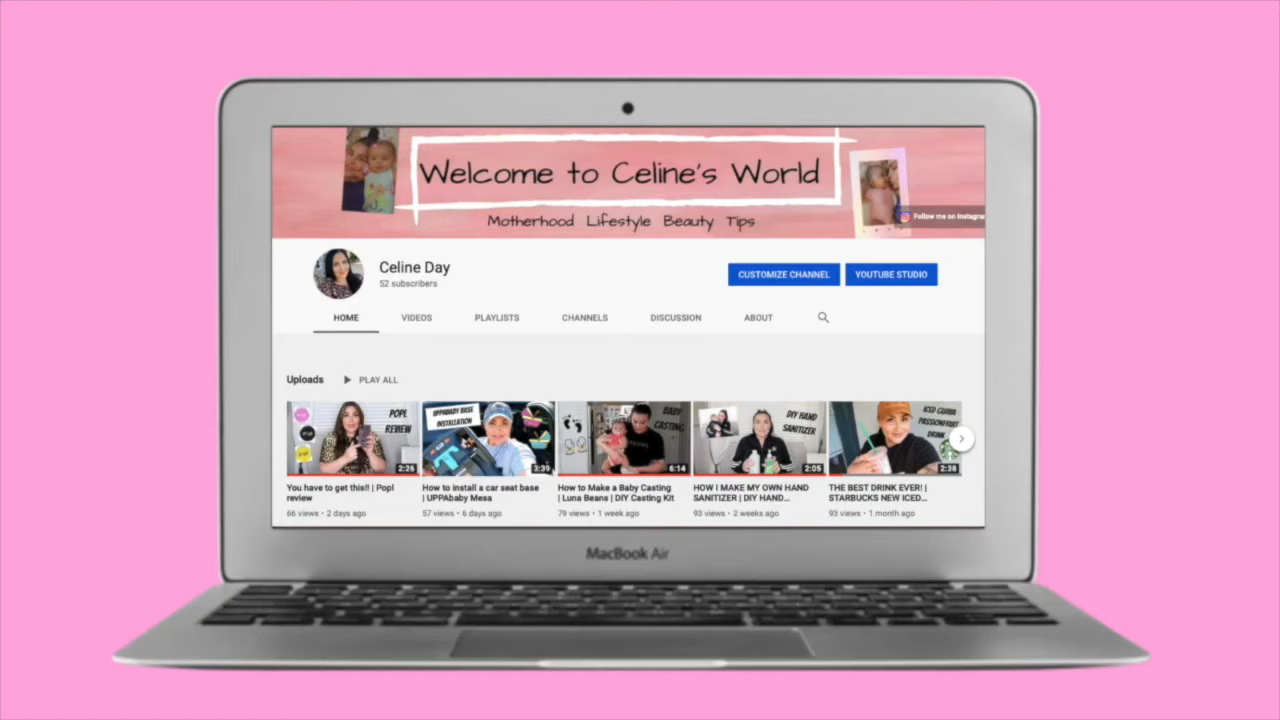 Welcome to Celine's World
Motherhood Lifestyle Beauty Tips
Follow me on Instagra
Celine Day
52 subscribers
CUSTOMIZE CHANNEL
YOUTUBE STUDIO
HOME VIDEOS PLAYLISTS CHANNELS DISCUSSION ABOUT
Uploads PLAY ALL
POPL
REVIEW
2:26
UPPABABY BASE
INSTALLATION
3:39
BABY
CASTING
6:14
DIY HAND
SANITIZER
2:05
ICED GUAVA
PASSIONFRUIT
DRINK
2:38
You have to get this!! | Popl
review
66 views • 2 days ago
How to install a car seat base
| UPPAbaby Mesa
57 views • 6 days ago
How to Make a Baby Casting
| Luna Beans | DIY Casting Kit
79 views • 1 week ago
HOW I MAKE MY OWN HAND
SANITIZER | DIY HAND...
93 views • 2 weeks ago
THE BEST DRINK EVER! |
STARBUCKS NEW ICED...
93 views • 1 month ago
MacBook Air